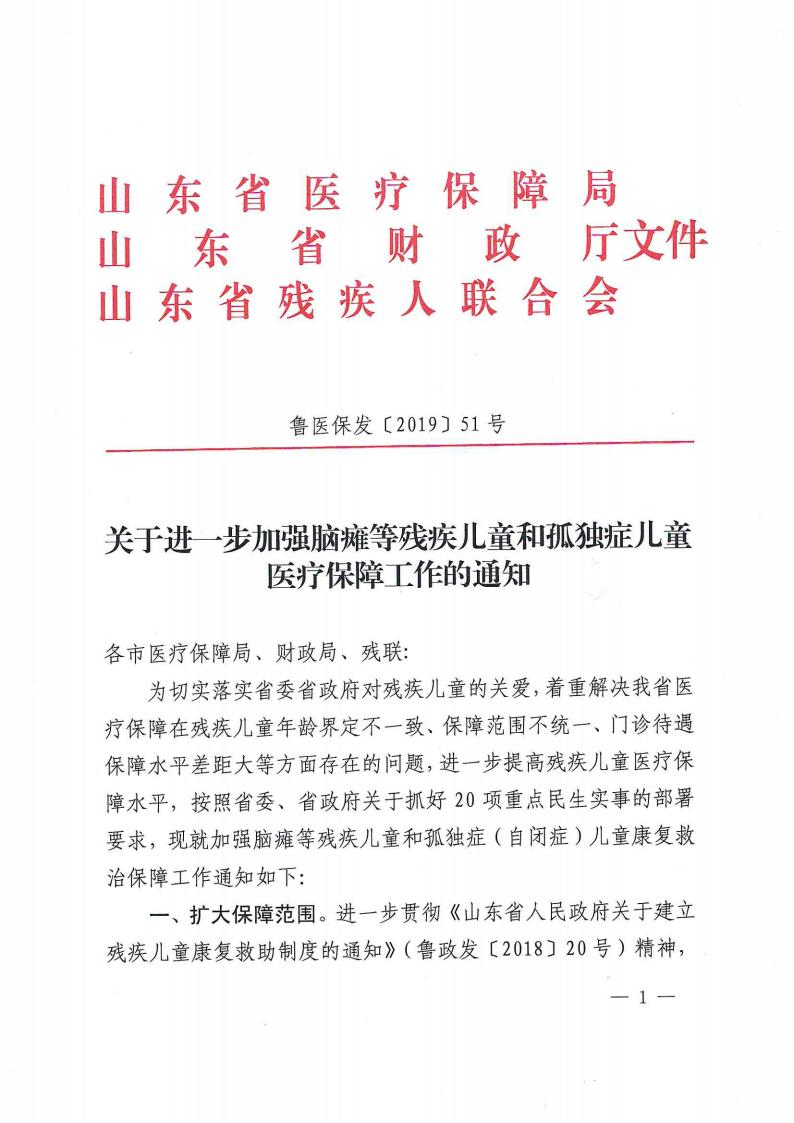 山东省医疗保障局
山东省财政厅文件
山东省残疾人联合会
鲁医保发〔2019〕51号
关于进一步加强脑瘫等残疾儿童和孤独症儿童
医疗保障工作的通知
各市医疗保障局、财政局、残联:
为切实落实省委省政府对残疾儿童的关爱,着重解决我省医
疗保障在残疾儿童年龄界定不一致、保障范围不统一、门诊待遇
保障水平差距大等方面存在的问题,进一步提高残疾儿童医疗保
障水平,按照省委、省政府关于抓好20项重点民生实事的部署
要求,现就加强脑瘫等残疾儿童和孤独症(自闭症)儿童康复救
治保障工作通知如下:
一、扩大保障范围。进一步贯彻《山东省人民政府关于建立
残疾儿童康复救助制度的通知》(鲁政发〔2018〕20号)精神,
— 1 —